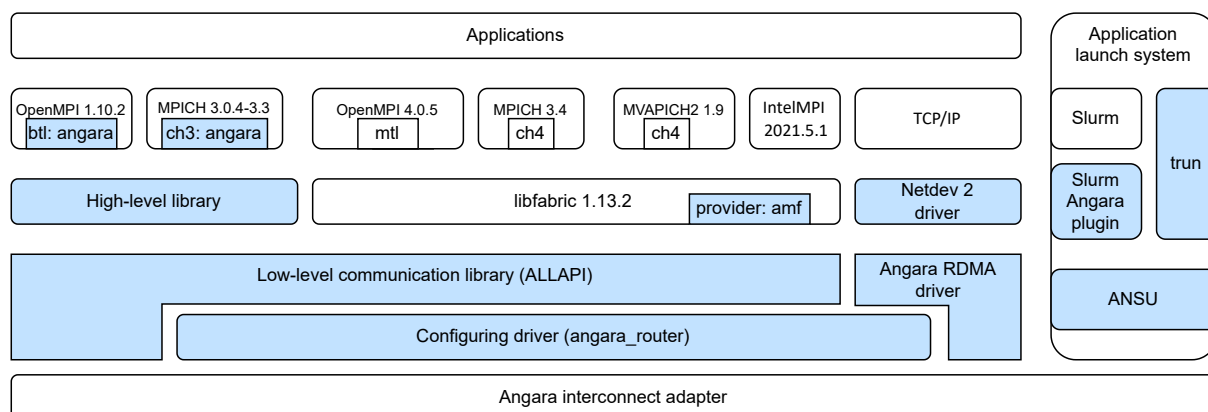 Applications
Application
launch system
OpenMPI 1.10.2
btl: angara
MPICH 3.0.4-3.3
ch3: angara
OpenMPI 4.0.5
mtl
MPICH 3.4
ch4
MVAPICH2 1.9
ch4
IntelMPI
2021.5.1
TCP/IP
Slurm
trun
High-level library
libfabric 1.13.2
provider: amf
Netdev 2
driver
Slurm
Angara
plugin
Low-level communication library (ALLAPI)
Angara RDMA
driver
ANSU
Configuring driver (angara_router)
Angara interconnect adapter